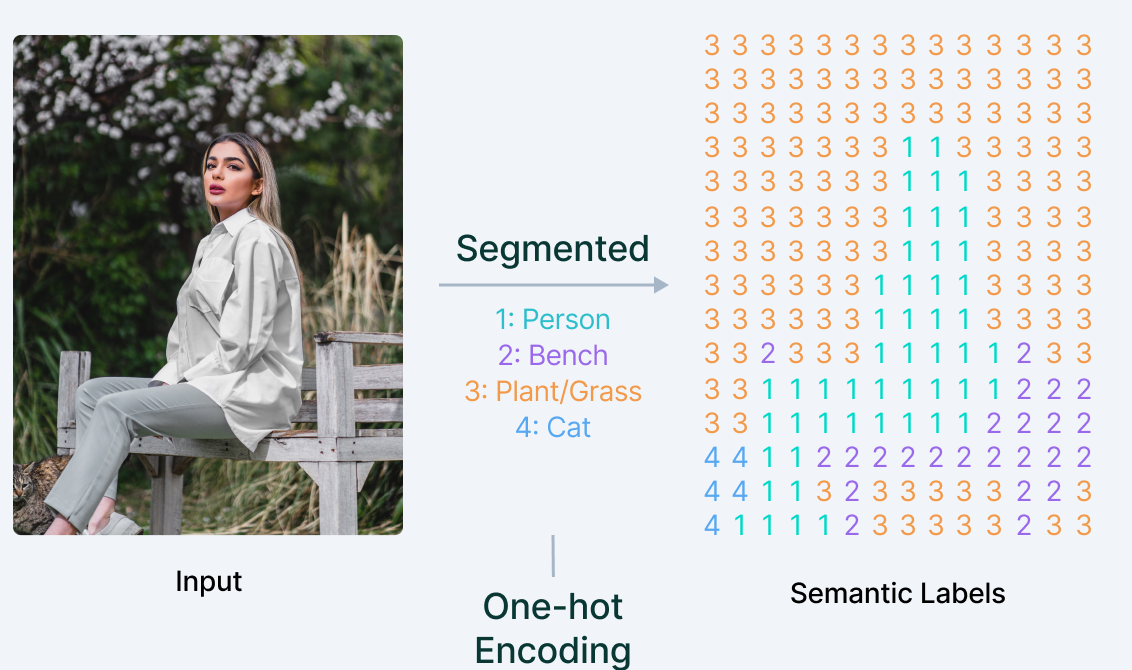 Segmented
1: Person
2: Bench
3: Plant/Grass
4: Cat
3 3 3 3 3 3 3 3 3 3 3 3 3 3
3 3 3 3 3 3 3 3 3 3 3 3 3 3
3 3 3 3 3 3 3 3 3 3 3 3 3 3
3 3 3 3 3 3 3 1 1 3 3 3 3 3
3 3 3 3 3 3 3 1 1 1 3 3 3 3
3 3 3 3 3 3 3 1 1 1 3 3 3 3
3 3 3 3 3 3 3 1 1 1 3 3 3 3
3 3 3 3 3 3 1 1 1 1 3 3 3 3
3 3 3 3 3 3 1 1 1 1 3 3 3 3
3 3 2 3 3 3 1 1 1 1 1 2 3 3
3 3 1 1 1 1 1 1 1 1 1 2 2 2
3 3 1 1 1 1 1 1 1 1 2 2 2 2
4 4 1 1 2 2 2 2 2 2 2 2 2 2
4 4 1 1 3 2 3 3 3 3 3 2 2 3
4 1 1 1 1 2 3 3 3 3 3 2 3 3
Input
Semantic Labels
One-hot
Encoding